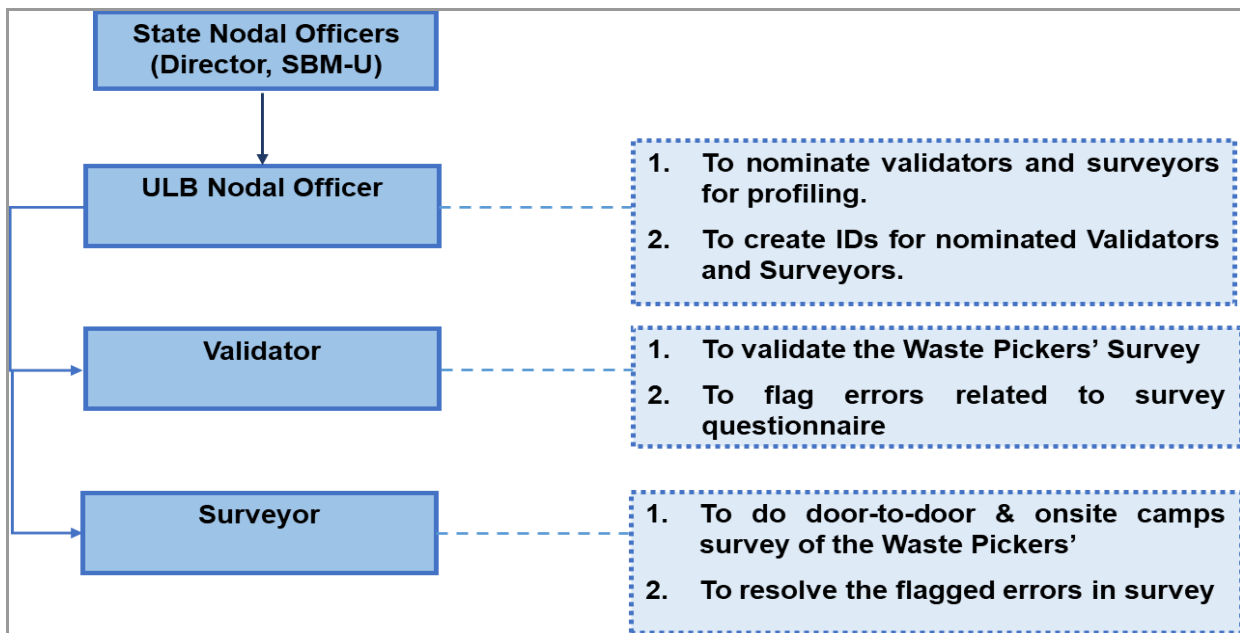 State Nodal Officers
(Director, SBM-U)
ULB Nodal Officer
1. To nominate validators and surveyors
for profiling.
2. To create IDs for nominated Validators
and Surveyors.
Validator
1. To validate the Waste Pickers’ Survey
2. To flag errors related to survey
questionnaire
Surveyor
1. To do door-to-door & onsite camps
survey of the Waste Pickers’
2. To resolve the flagged errors in survey